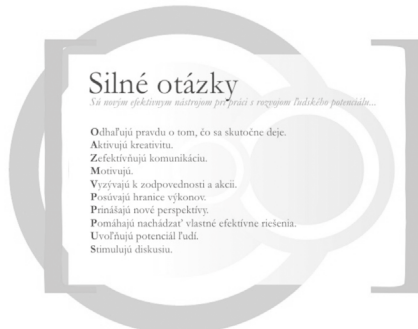 Silné otázky
Sú novým efektívnym nástrojom pri práci s rozvojom ľudského potenciálu...
Odhaľujú pravdu o tom, čo sa skutočne deje.
Aktivujú kreativitu.
Zefektívňujú komunikáciu.
Motivujú.
Vyzývajú k zodpovednosti a akcii.
Posúvajú hranice výkonov.
Prinášajú nové perspektívy.
Pomáhajú nachádzať vlastné efektívne riešenia.
Uvoľňujú potenciál ľudí.
Stimulujú diskusiu.